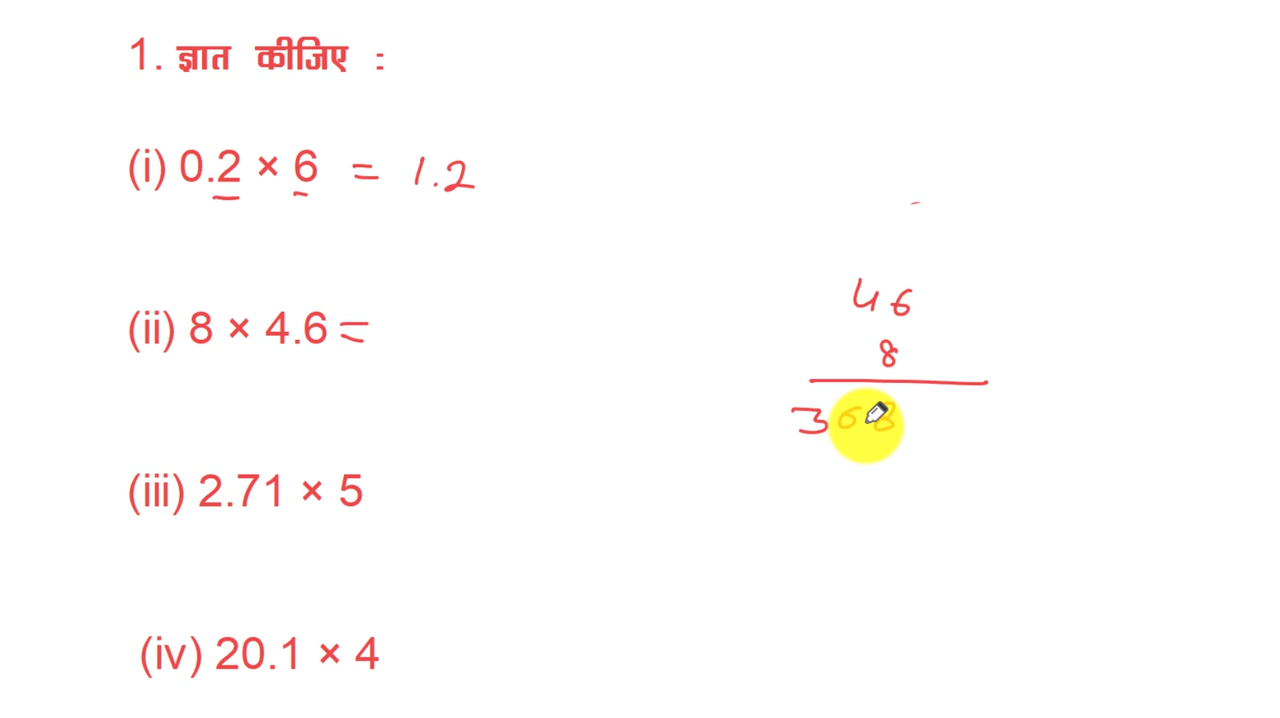 1. ज्ञात कीजिए :
(i) 0.2 × 6 = 1.2
(ii) 8 × 4.6 =
46
8
368
(iii) 2.71 × 5
(iv) 20.1 × 4